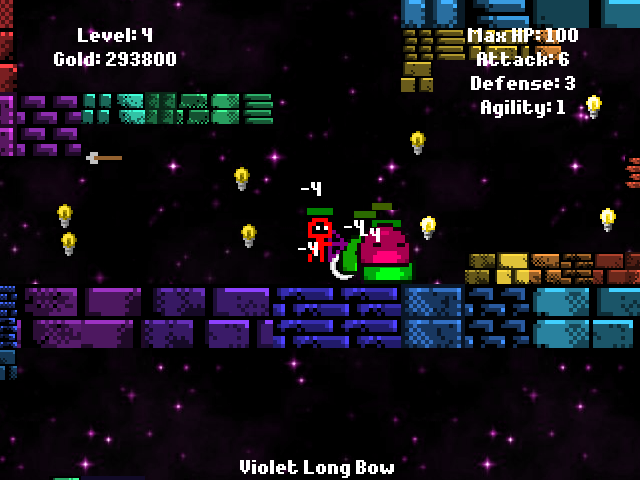 Level: 4
Gold: 293800
Max HP: 100
Attack: 6
Defense: 3
Agility: 1
-4
-4
-4
Violet Long Bow